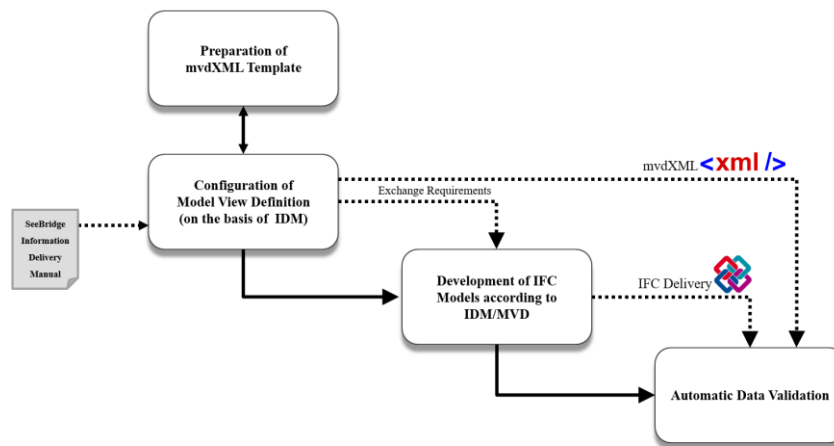 Preparation of
mvdXML Template
mvdXML <xml />
Configuration of
Model View Definition
(on the basis of IDM)
Exchange Requirements
SeeBridge
Information
Delivery
Manual
Development of IFC
Models according to
IDM/MVD
IFC Delivery
Automatic Data Validation